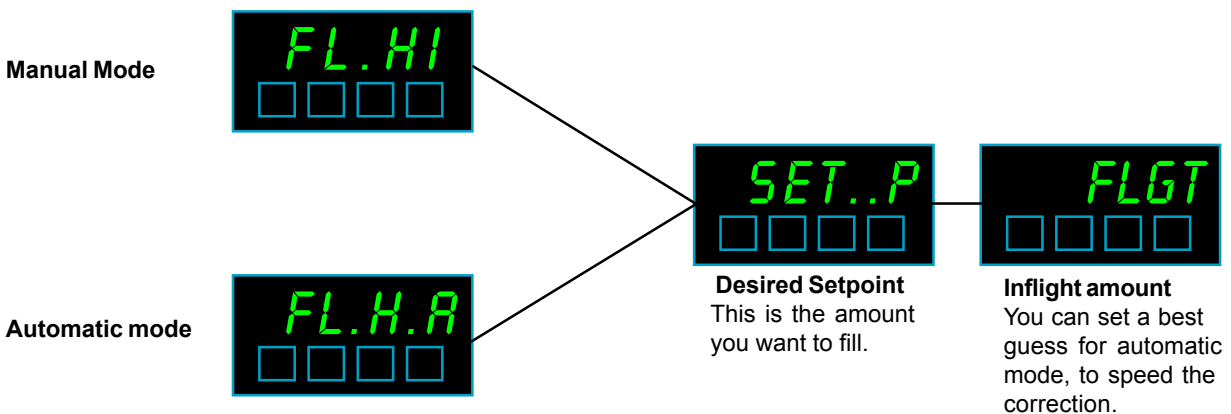 Manual Mode
FL.HI
Automatic mode
FL.H.A
SET..P
Desired Setpoint
This is the amount
you want to fill.
FLGT
Inflight amount
You can set a best
guess for automatic
mode, to speed the
correction.